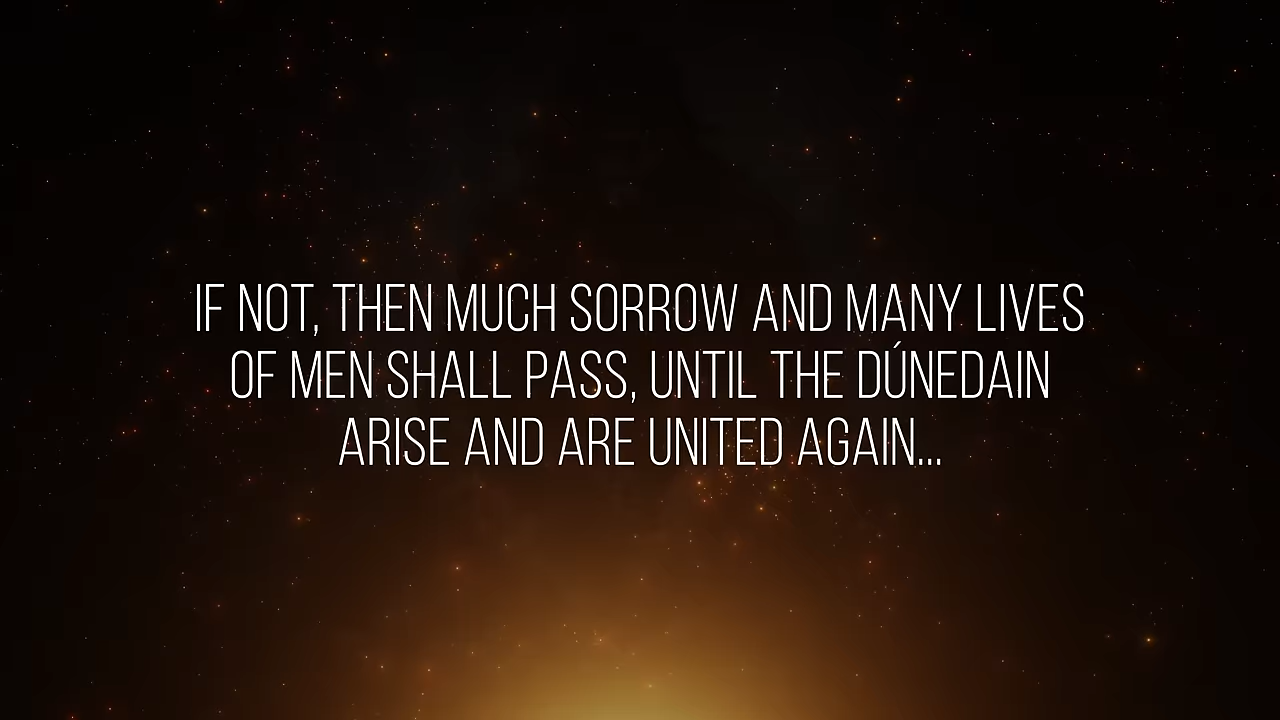 IF NOT, THEN MUCH SORROW AND MANY LIVES
OF MEN SHALL PASS, UNTIL THE DÚNEDAIN
ARISE AND ARE UNITED AGAIN...